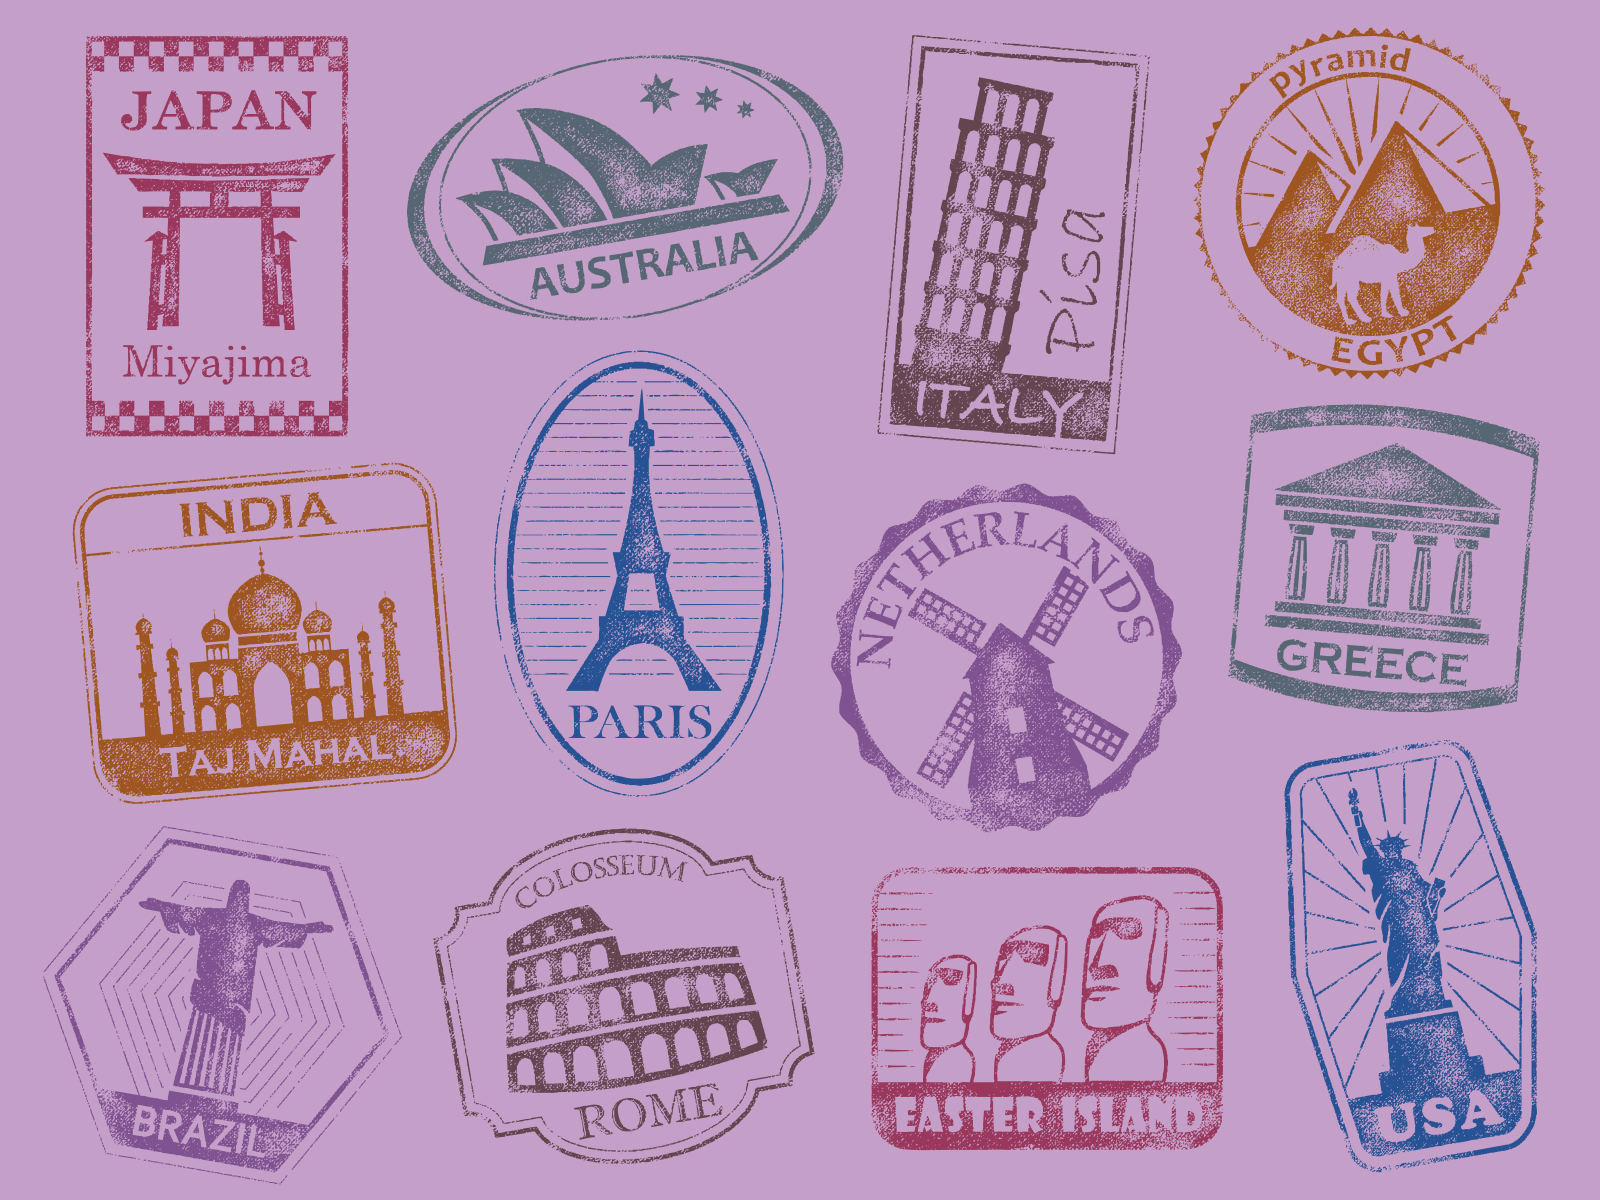 JAPAN
Miyajima
AUSTRALIA
Pisa
ITALY
pyramid
EGYPT
INDIA
TAJ MAHAL
PARIS
NETHERLANDS
GREECE
BRAZIL
COLOSSEUM
ROME
EASTER ISLAND
USA